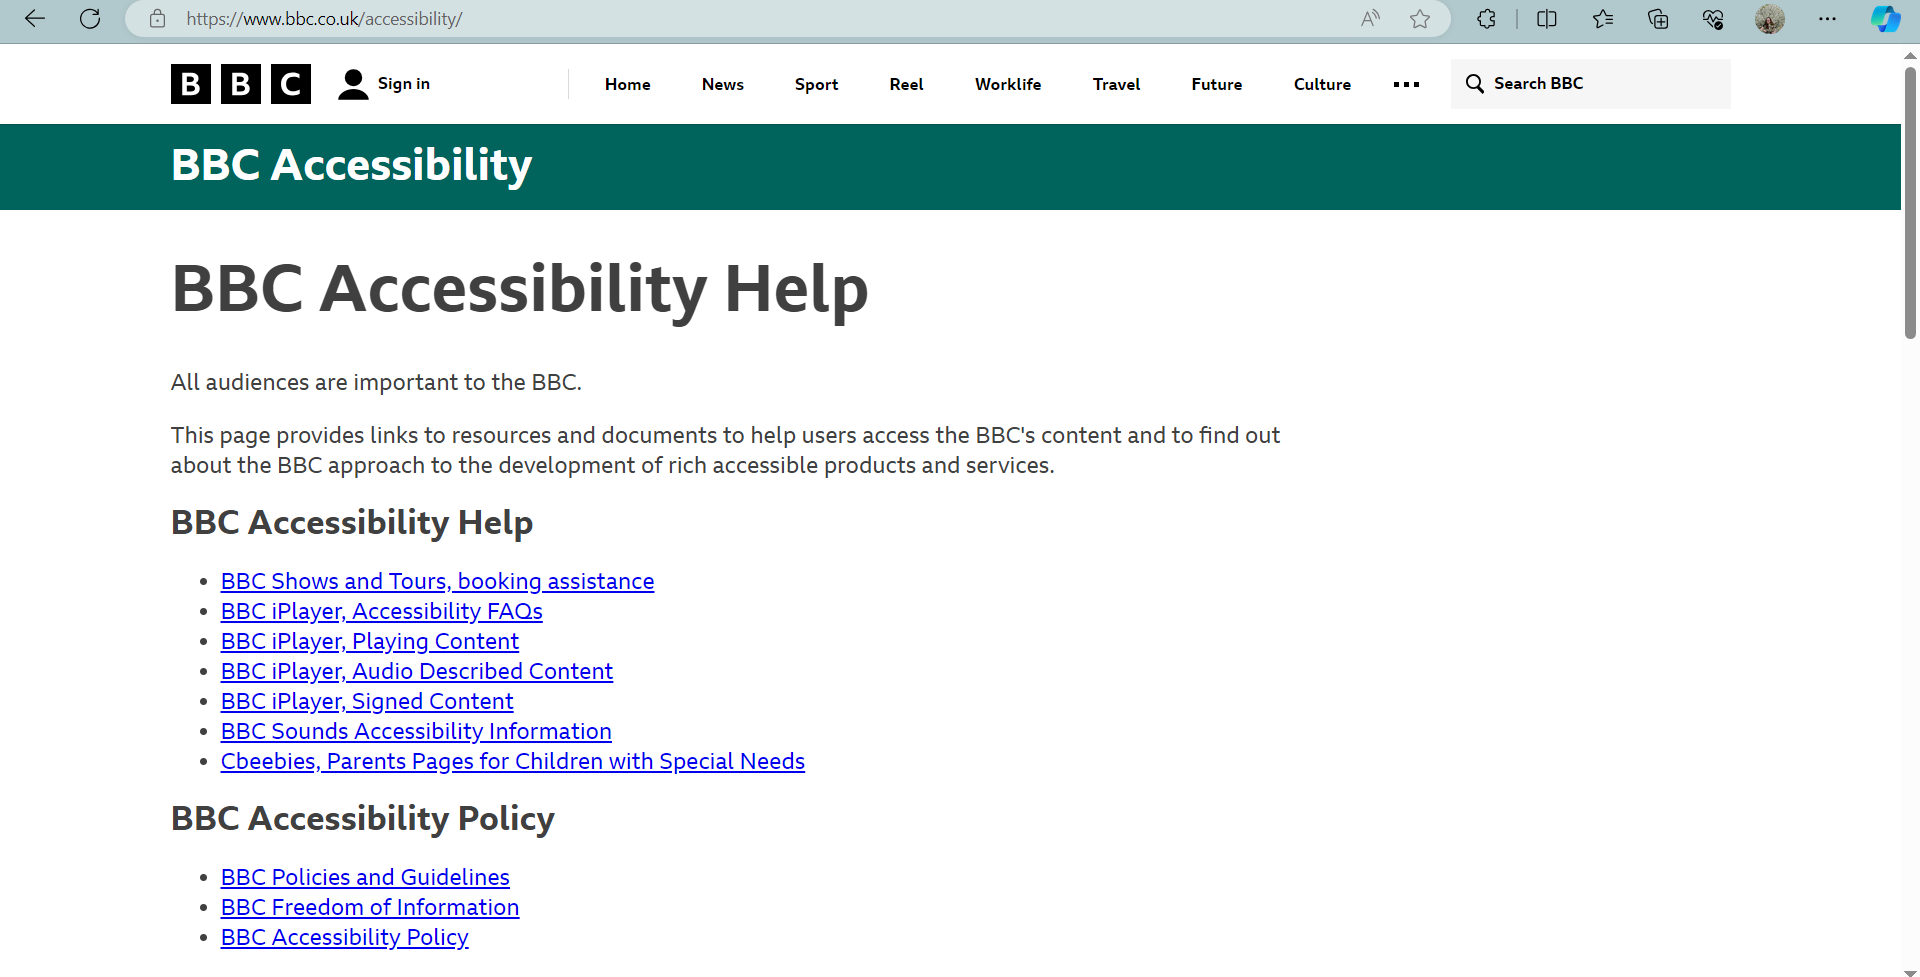 https://www.bbc.co.uk/accessibility/
BBC Sign in Home News Sport Reel Worklife Travel Future Culture Search BBC
BBC Accessibility
BBC Accessibility Help
All audiences are important to the BBC.
This page provides links to resources and documents to help users access the BBC's content and to find out
about the BBC approach to the development of rich accessible products and services.
BBC Accessibility Help
BBC Shows and Tours, booking assistance
BBC iPlayer, Accessibility FAQs
BBC iPlayer, Playing Content
BBC iPlayer, Audio Described Content
BBC iPlayer, Signed Content
BBC Sounds Accessibility Information
Cbeebies, Parents Pages for Children with Special Needs
BBC Accessibility Policy
BBC Policies and Guidelines
BBC Freedom of Information
BBC Accessibility Policy